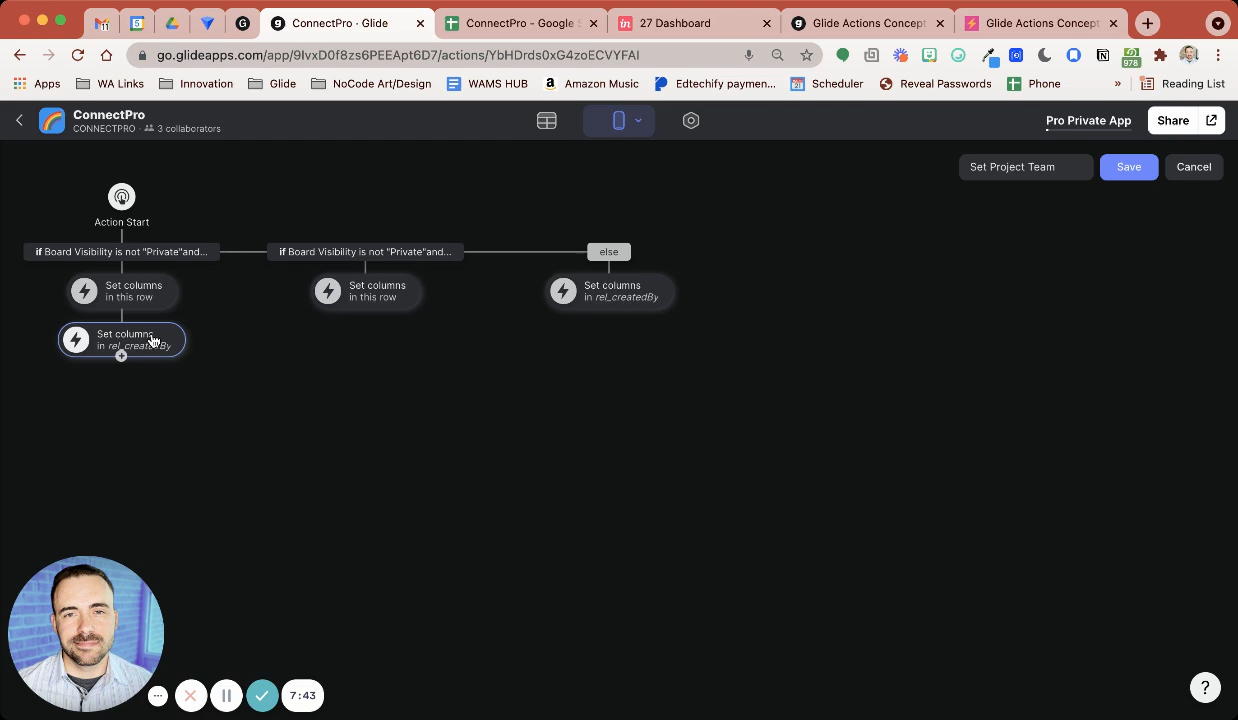 ConnectPro · Glide
ConnectPro - Google S
27 Dashboard
Glide Actions Concept
Glide Actions Concept
go.glideapps.com/app/9IvxD0f8zs6PEEApt6D7/actions/YbHDrds0xG4zoECVYFAI
978
Apps
WA Links
Innovation
Glide
NoCode Art/Design
WAMS HUB
Amazon Music
Edtechify paymen...
Scheduler
Reveal Passwords
Phone
»
Reading List
ConnectPro
CONNECTPRO · 3 collaborators
Pro Private App
Share
Set Project Team
Save
Cancel
Action Start
if Board Visibility is not "Private"and...
if Board Visibility is not "Private"and...
else
Set columns
in this row
Set columns
in this row
Set columns
in rel_createdBy
Set columns
in rel_createdBy
7:43
?